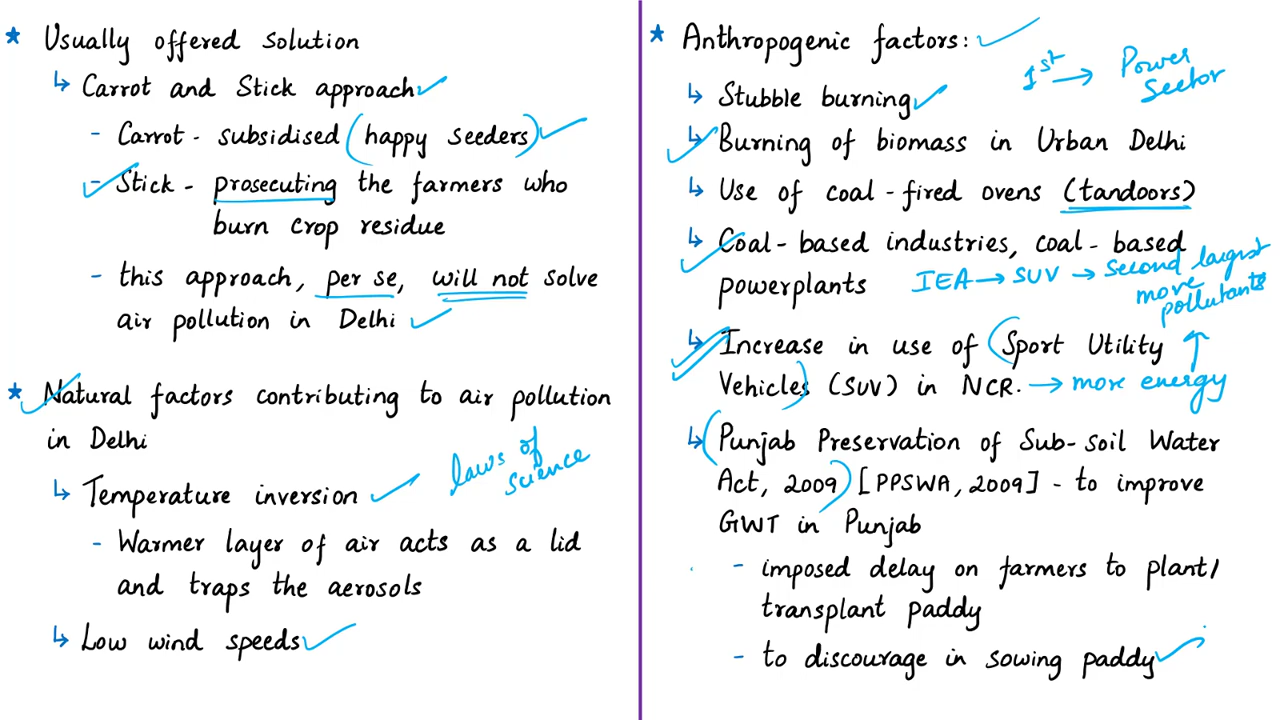 * Usually offered solution
↳ Carrot and Stick approach
- Carrot - subsidised (happy seeders)
- Stick - prosecuting the farmers who
burn crop residue
- this approach, per se, will not solve
air pollution in Delhi
* Natural factors contributing to air pollution
in Delhi
laws of
science
↳ Temperature inversion
- Warmer layer of air acts as a lid
and traps the aerosols
↳ Low wind speeds
* Anthropogenic factors:
1st → Power
Sector
↳ Stubble burning
↳ Burning of biomass in Urban Delhi
↳ Use of coal-fired ovens (tandoors)
↳ Coal-based industries, coal-based
powerplants
IEA → SUV → second largest
more
pollutants
↳ Increase in use of (Sport Utility
Vehicles) (SUV) in NCR. → more energy
↳ (Punjab Preservation of Sub-soil Water
Act, 2009) [PPSWA, 2009] - to improve
GWT in Punjab
- imposed delay on farmers to plant/
transplant paddy
- to discourage in sowing paddy